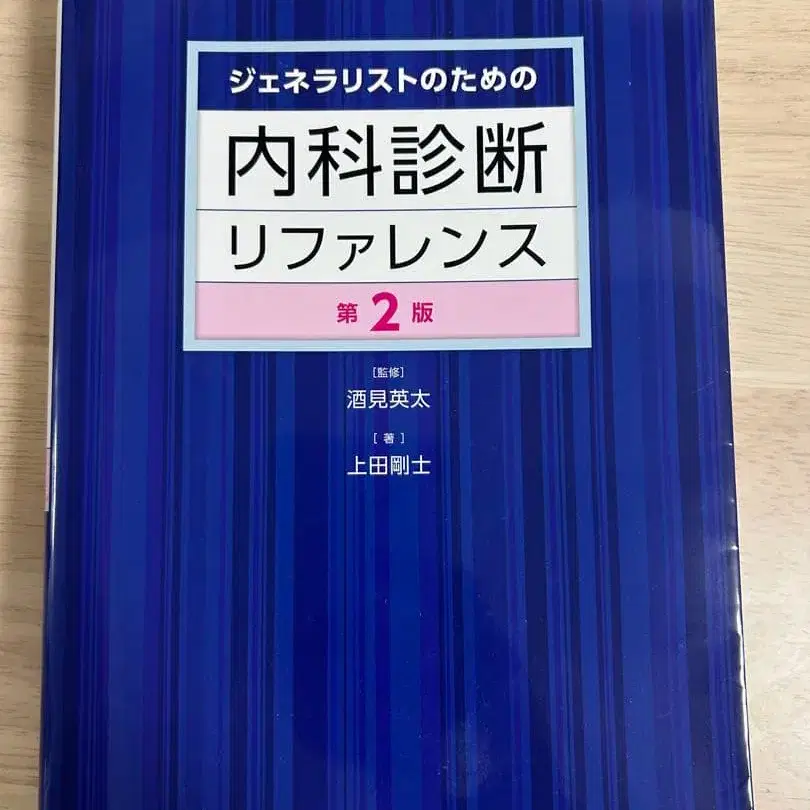 ジェネラリストのための
内科診断
リファレンス
第2版
[監修]
酒見英太
[著]
上田剛士